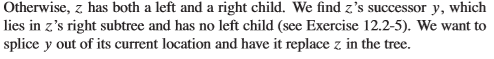 Otherwise, z has both a left and a right child. We find z's successor y, which
lies in z's right subtree and has no left child (see Exercise 12.2-5). We want to
splice y out of its current location and have it replace z in the tree.